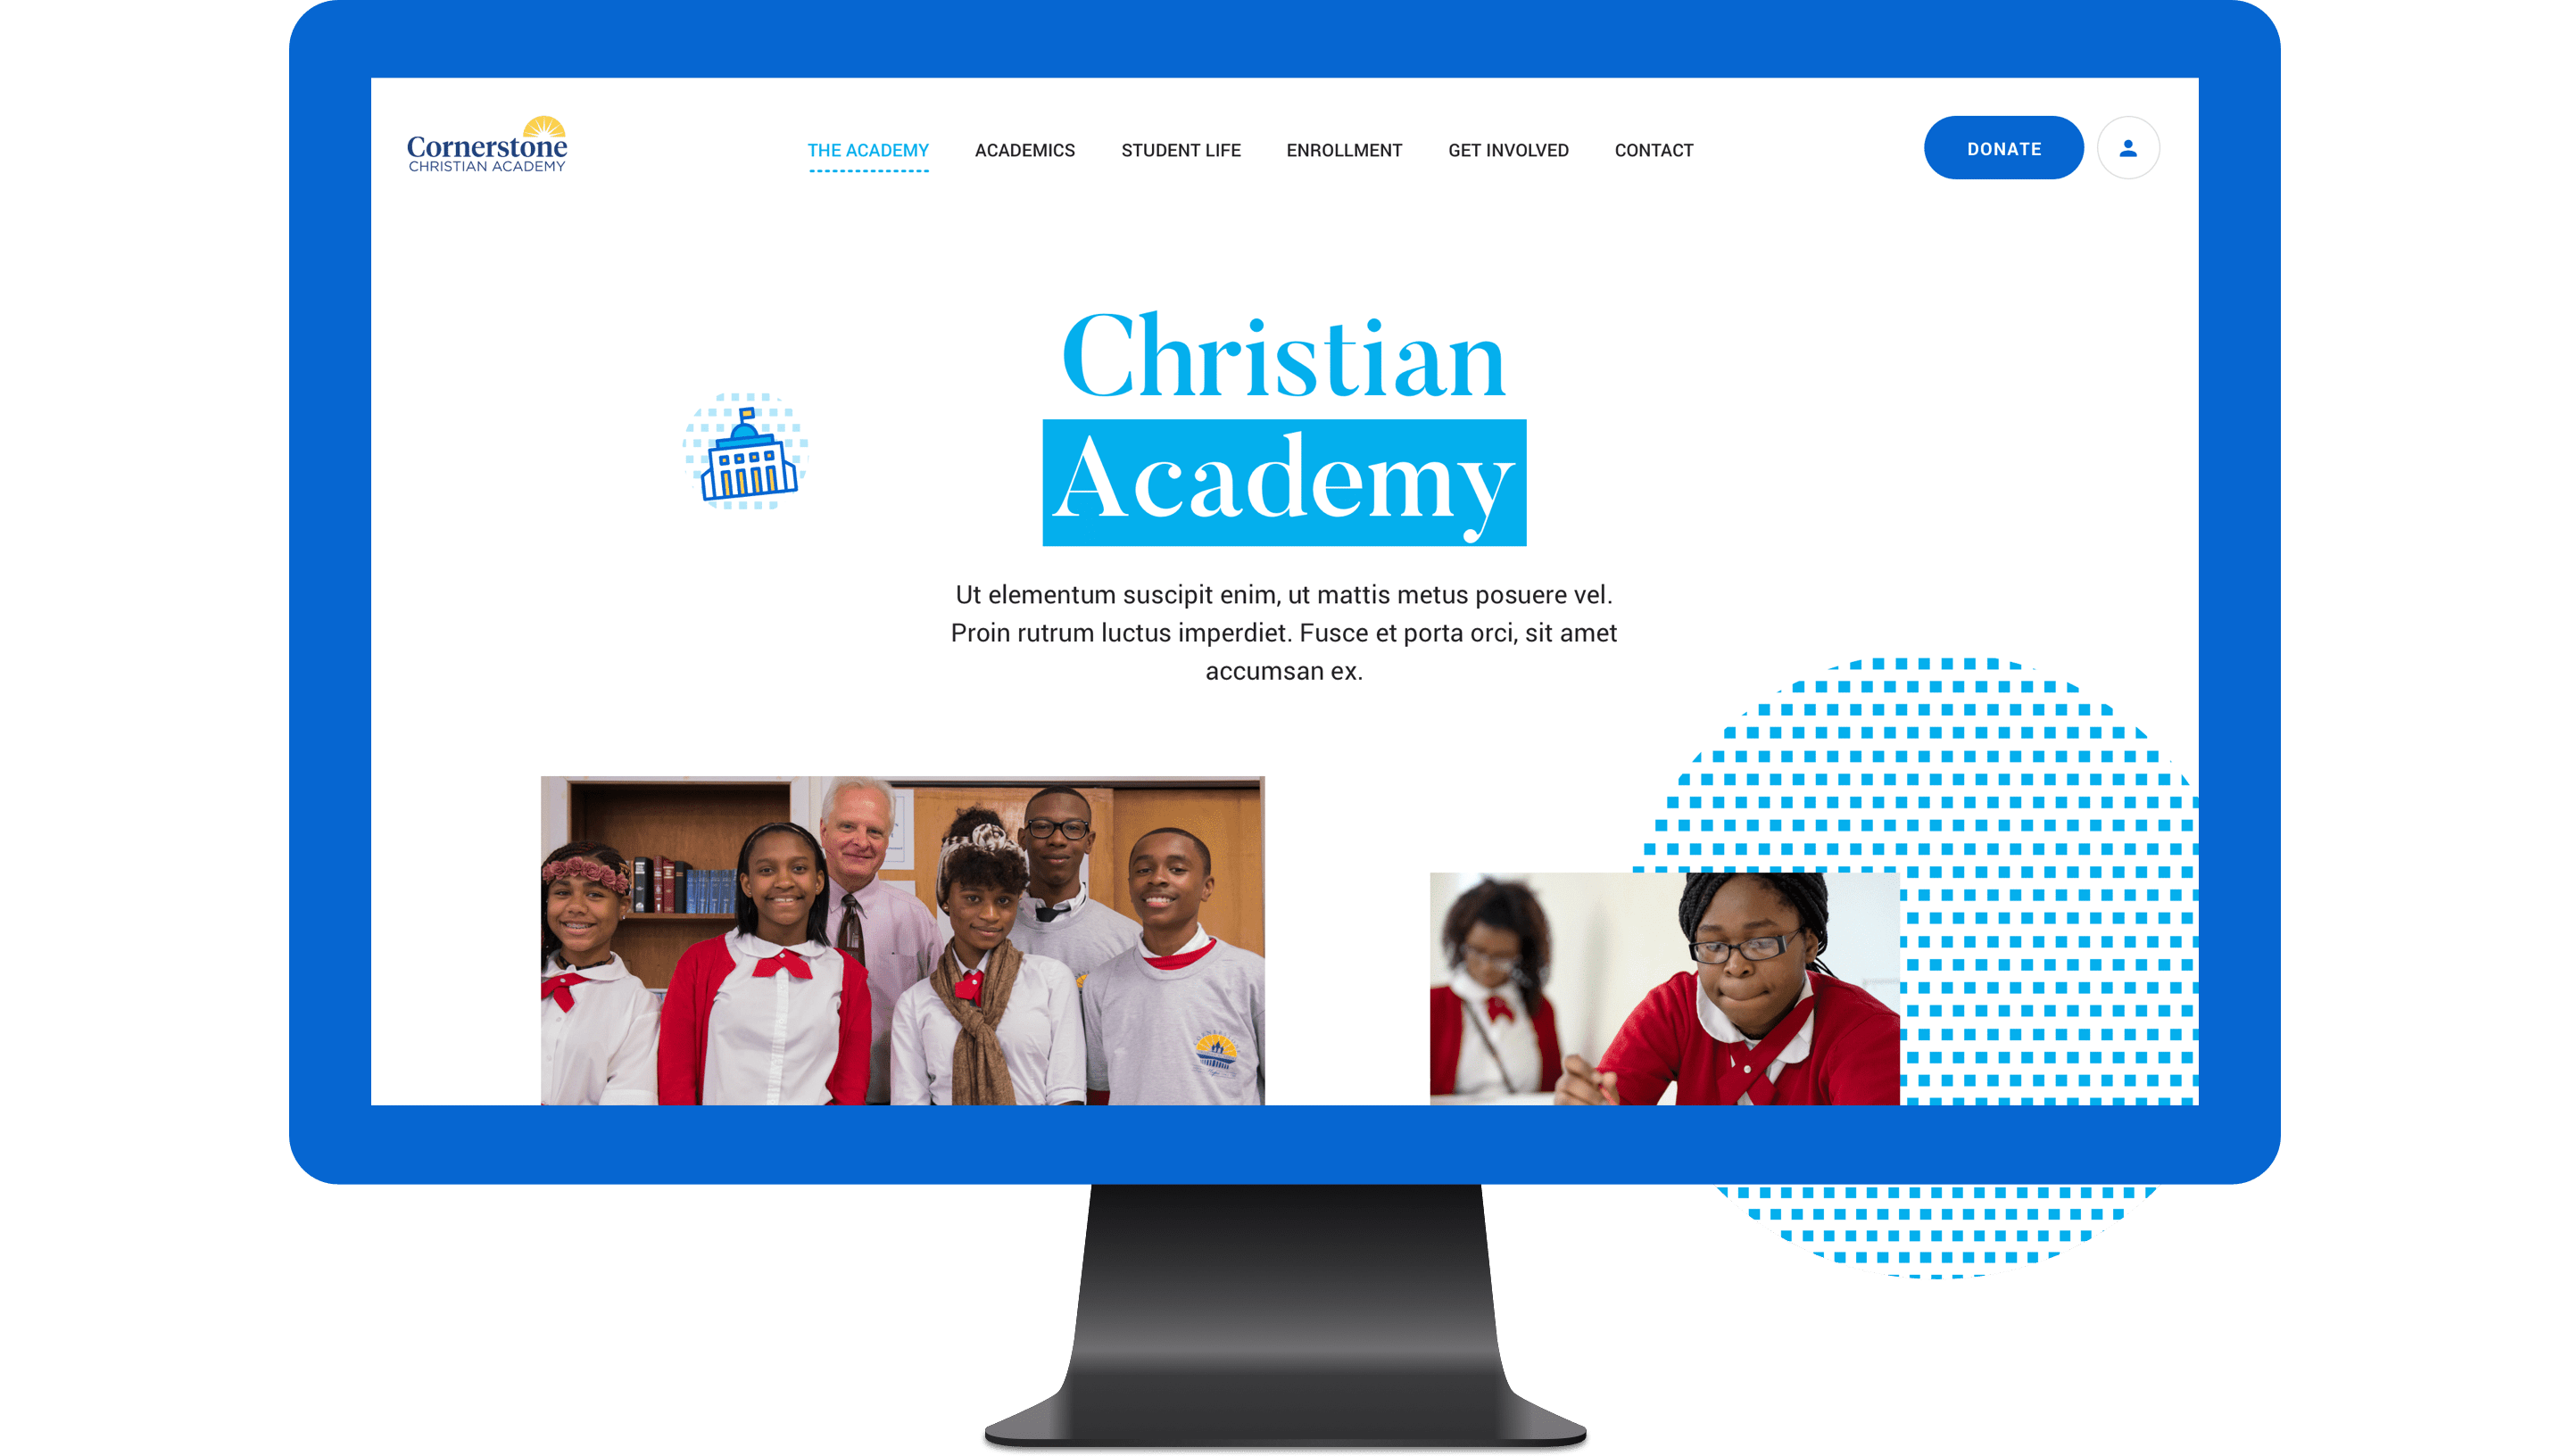 Cornerstone
CHRISTIAN ACADEMY
THE ACADEMY
ACADEMICS
STUDENT LIFE
ENROLLMENT
GET INVOLVED
CONTACT
DONATE
Christian
Academy
Ut elementum suscipit enim, ut mattis metus posuere vel.
Proin rutrum luctus imperdiet. Fusce et porta orci, sit amet
accumsan ex.